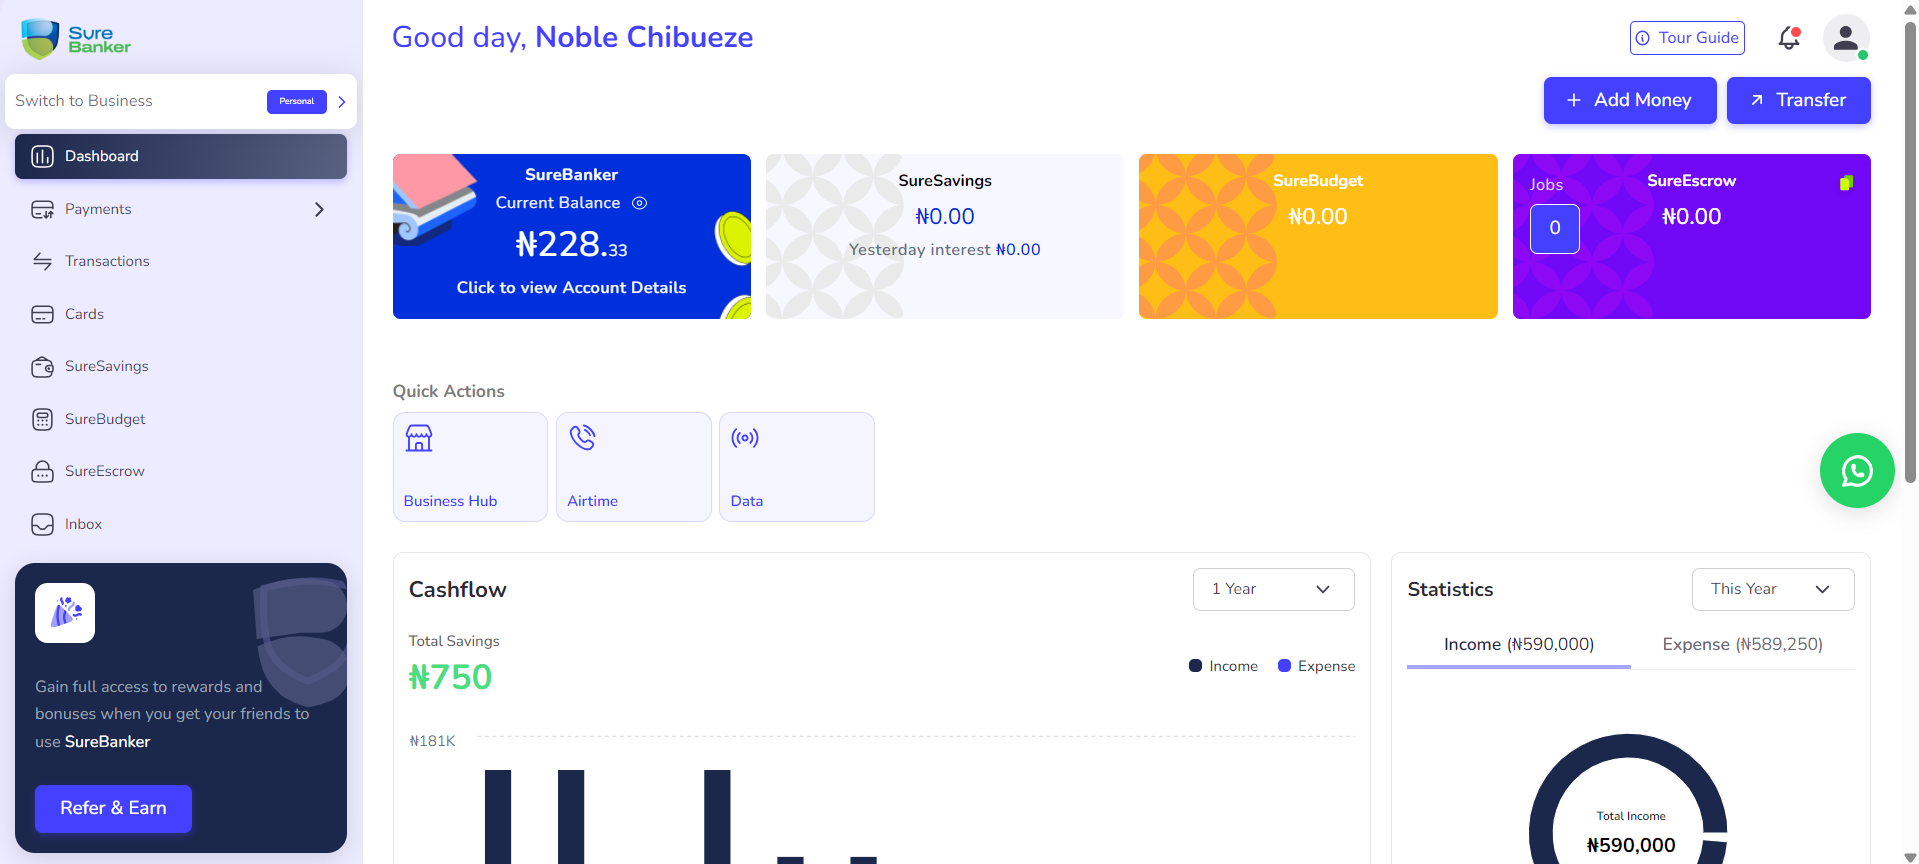 Sure
Banker
Switch to Business
Personal
Dashboard
Payments
Transactions
Cards
SureSavings
SureBudget
SureEscrow
Inbox
Gain full access to rewards and
bonuses when you get your friends to
use SureBanker
Refer & Earn
Good day, Noble Chibueze
Tour Guide
+ Add Money
Transfer
SureBanker
Current Balance
₦228.33
Click to view Account Details
SureSavings
₦0.00
Yesterday interest ₦0.00
SureBudget
₦0.00
Jobs
0
SureEscrow
₦0.00
Quick Actions
Business Hub
Airtime
Data
Cashflow
1 Year
Total Savings
₦750
Income
Expense
₦181K
Statistics
This Year
Income (₦590,000)
Expense (₦589,250)
Total Income
₦590,000